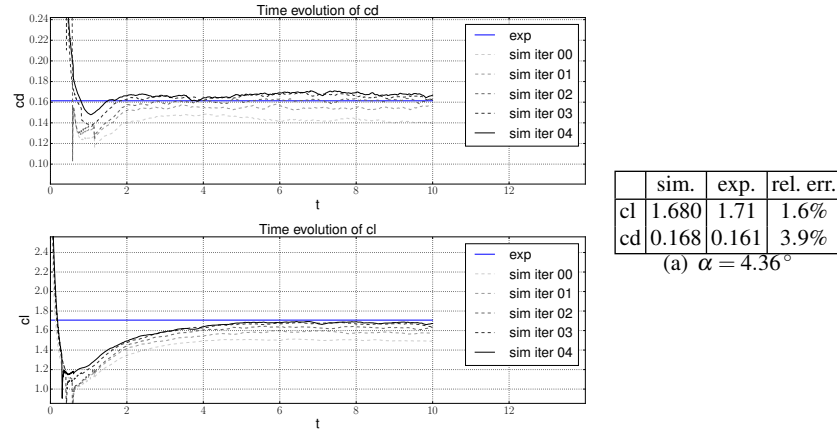 Time evolution of cd
0.24
0.22
0.20
0.18
0.16
0.14
0.12
0.10
cd
0 2 4 6 8 10 12
t
exp
sim iter 00
sim iter 01
sim iter 02
sim iter 03
sim iter 04
Time evolution of cl
2.4
2.2
2.0
1.8
1.6
1.4
1.2
1.0
cl
0 2 4 6 8 10 12
t
exp
sim iter 00
sim iter 01
sim iter 02
sim iter 03
sim iter 04
sim. exp. rel. err.
cl 1.680 1.71 1.6%
cd 0.168 0.161 3.9%
(a) α = 4.36°